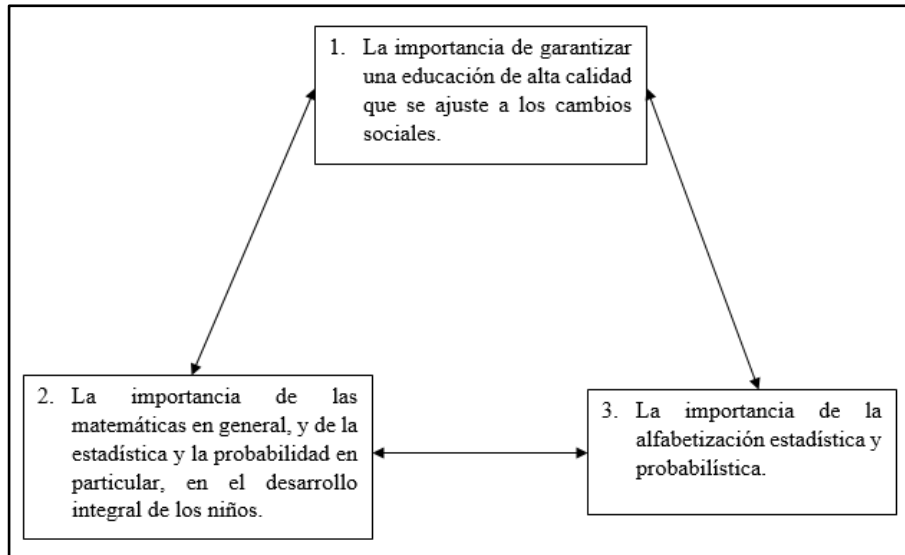 1. La importancia de garantizar
una educación de alta calidad
que se ajuste a los cambios
sociales.
2. La importancia de las
matemáticas en general, y de la
estadística y la probabilidad en
particular, en el desarrollo
integral de los niños.
3. La importancia de la
alfabetización estadística y
probabilística.